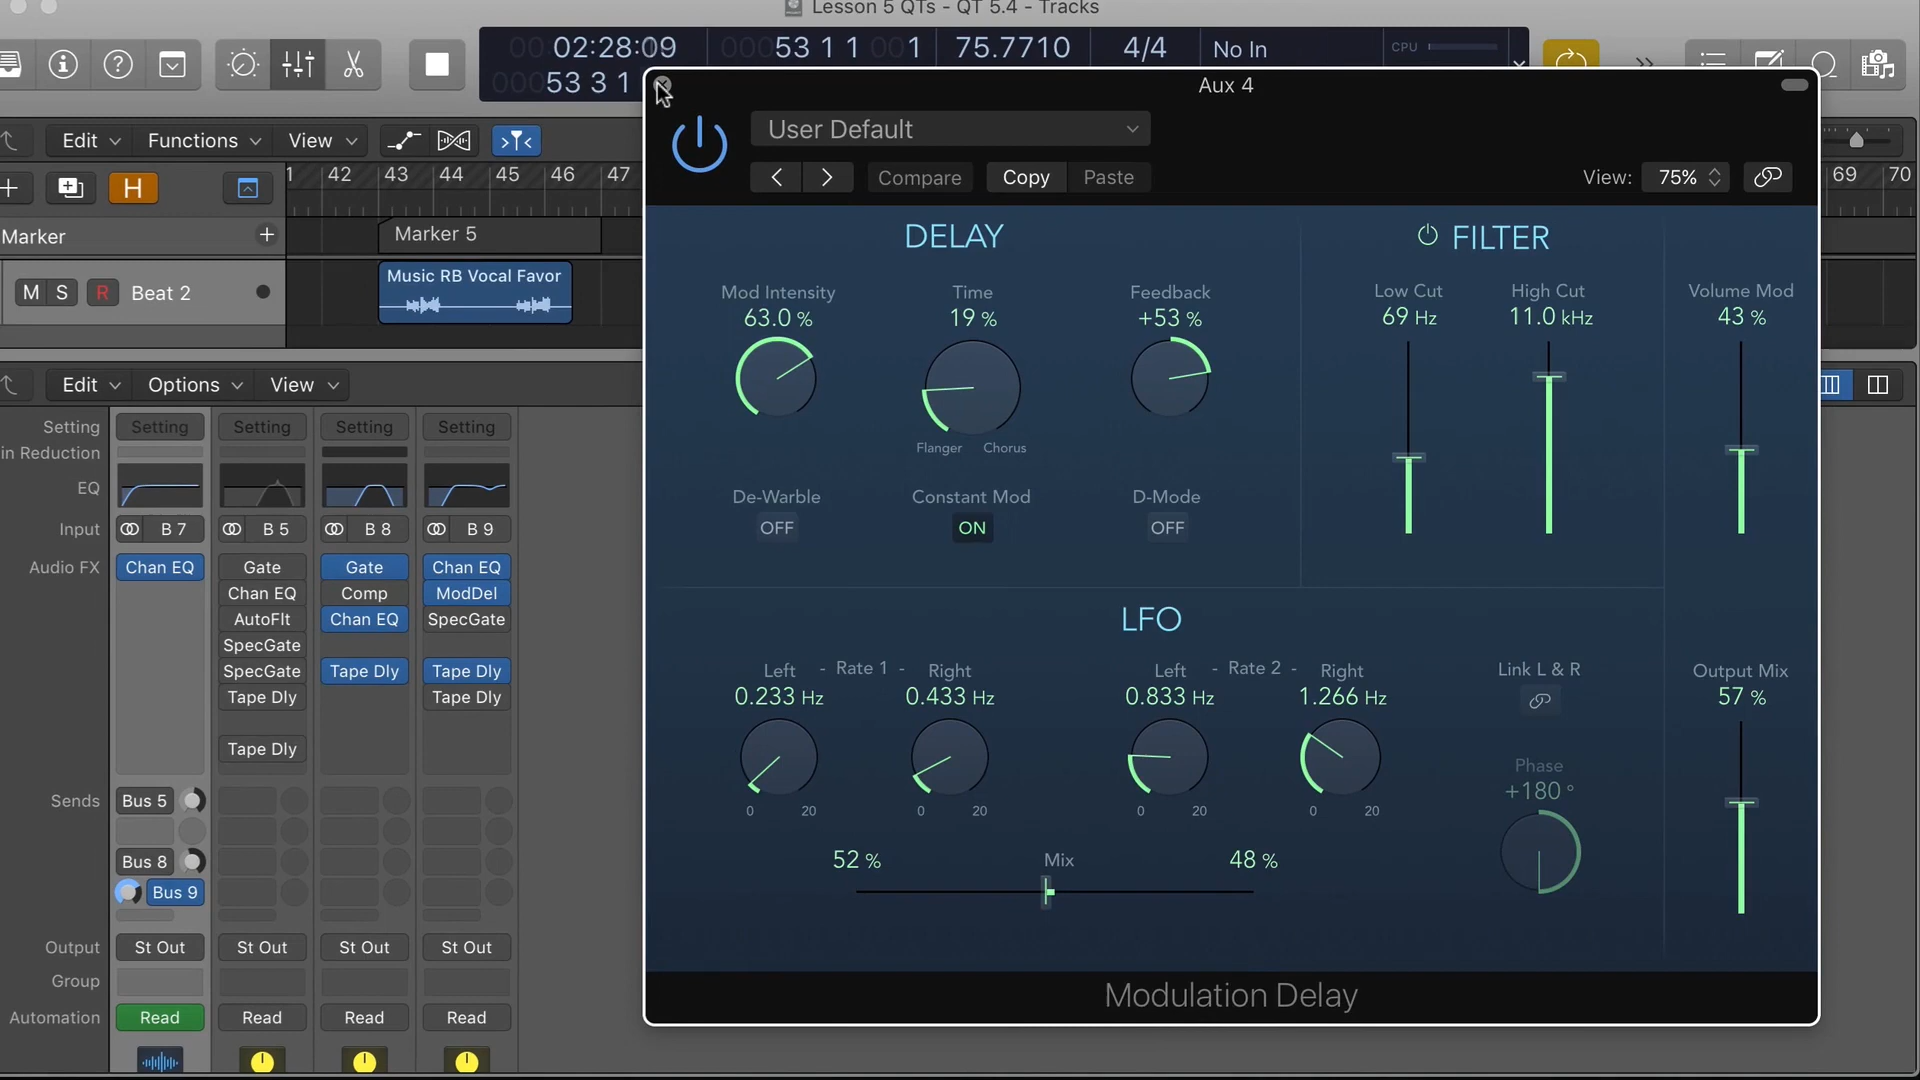 Lesson 5 QTs - QT 5.4 - Tracks
00 02:28:09
00053 1 1 001
75.7710
4/4
No In
CPU
00053 3 1
Aux 4
User Default
Compare
Copy
Paste
View:
75%
Edit
Functions
View
42 43 44 45 46 47
69 70
H
Marker
+
Marker 5
M S R Beat 2
Music RB Vocal Favor
Edit
Options
View
Setting
Setting
Setting
Setting
Setting
in Reduction
EQ
Input
B 7
B 5
B 8
B 9
Audio FX
Chan EQ
Gate
Gate
Chan EQ
Chan EQ
Comp
ModDel
AutoFlt
Chan EQ
SpecGate
SpecGate
SpecGate
Tape Dly
Tape Dly
Tape Dly
Tape Dly
Tape Dly
Sends
Bus 5
Bus 8
Bus 9
Output
St Out
St Out
St Out
St Out
Group
Automation
Read
Read
Read
Read
DELAY
Mod Intensity
63.0 %
Time
19 %
Feedback
+53 %
Flanger
Chorus
De-Warble
OFF
Constant Mod
ON
D-Mode
OFF
FILTER
Low Cut
69 Hz
High Cut
11.0 kHz
Volume Mod
43 %
LFO
Left
- Rate 1 -
Right
0.233 Hz
0.433 Hz
0 20
0 20
Left
- Rate 2 -
Right
0.833 Hz
1.266 Hz
0 20
0 20
Link L & R
Phase
+180 °
Output Mix
57 %
52 %
Mix
48 %
Modulation Delay